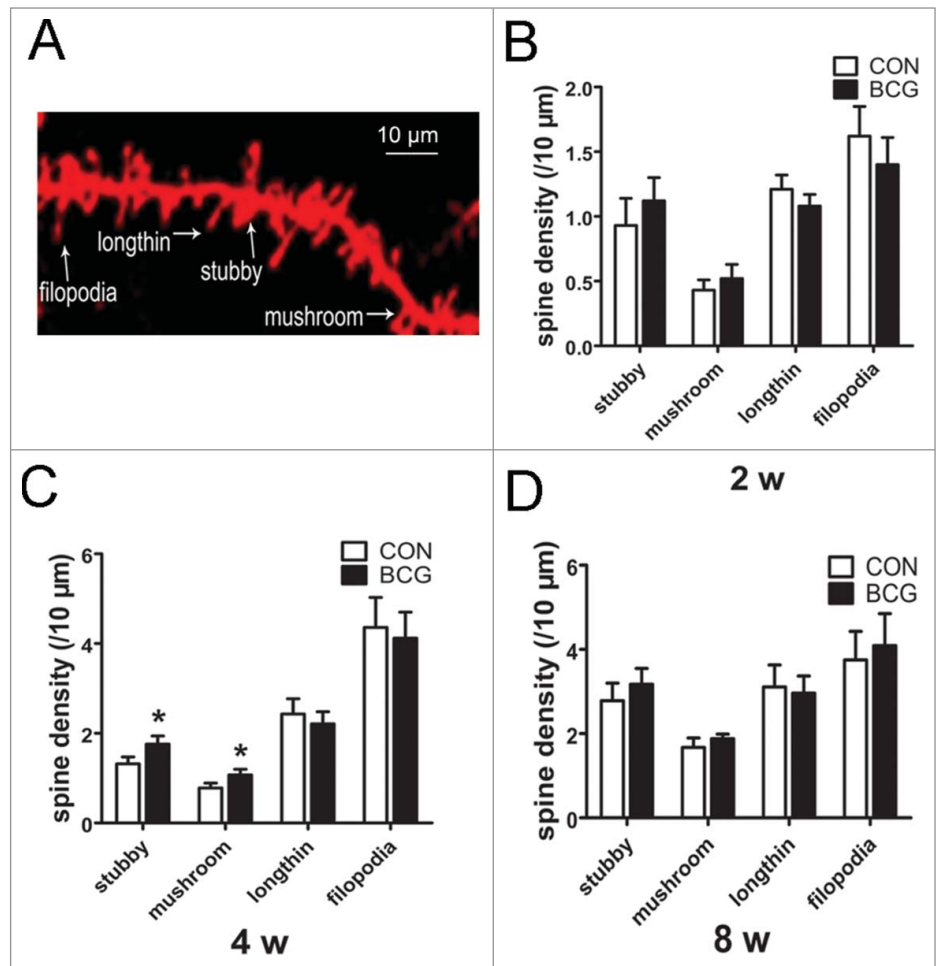 A
10 µm
longthin
stubby
filopodia
mushroom
B
CON
BCG
spine density (/10 µm)
2.0
1.5
1.0
0.5
0.0
stubby
mushroom
longthin
filopodia
2 w
C
CON
BCG
spine density (/10 µm)
6
4
2
0
* *
stubby
mushroom
longthin
filopodia
4 w
D
CON
BCG
spine density (/10 µm)
6
4
2
0
stubby
mushroom
longthin
filopodia
8 w